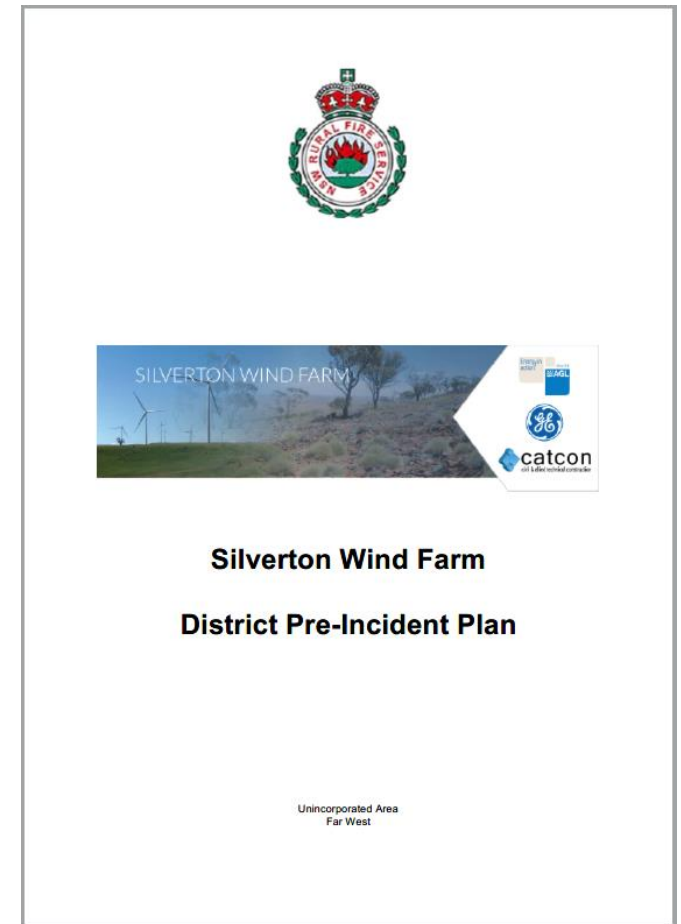 NSW RURAL FIRE SERVICE
SILVERTON WIND FARM
AGL
GE
catcon
Silverton Wind Farm
District Pre-Incident Plan
Unincorporated Area
Far West